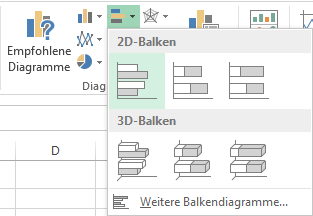 Empfohlene
Diagramme
Diag
2D-Balken
3D-Balken
D
Weitere Balkendiagramme...